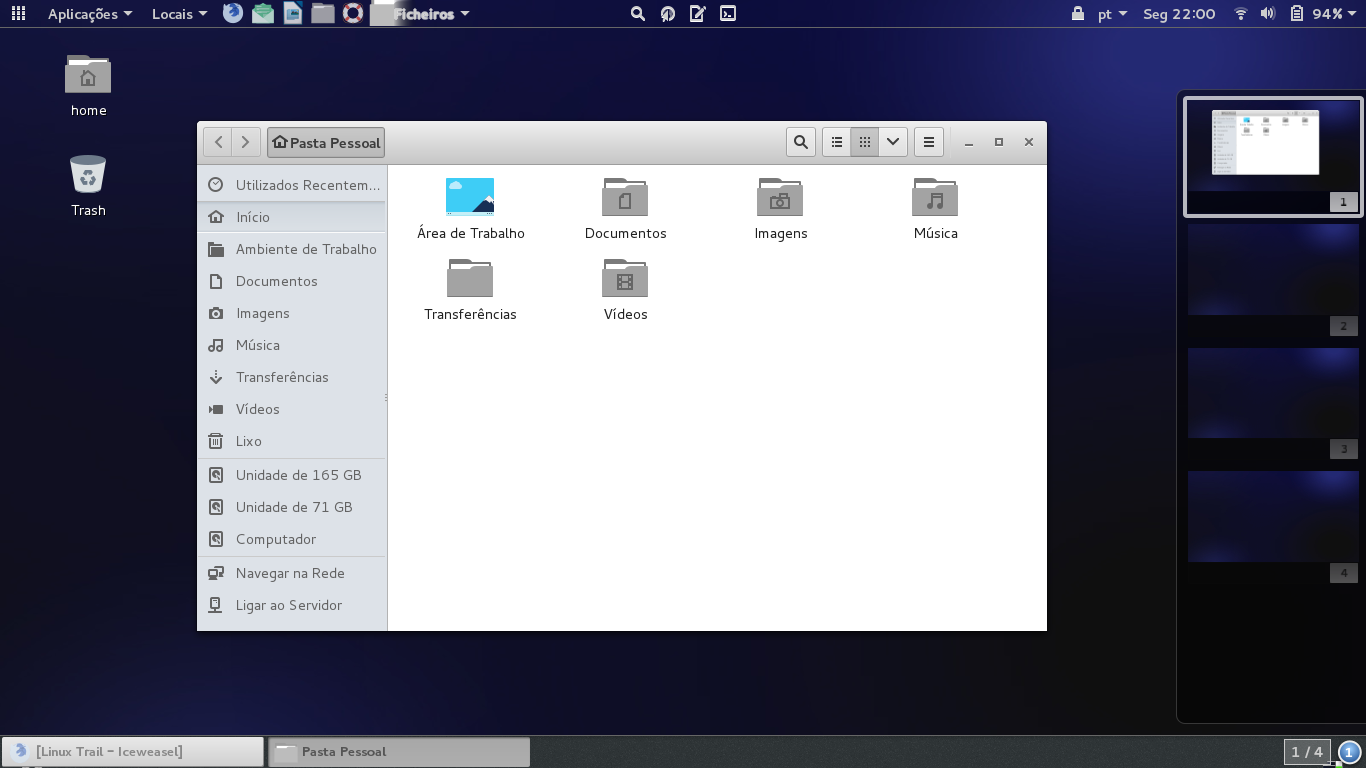 Aplicações
Locais
Ficheiros
pt
Seg 22:00
94%
home
Trash
Pasta Pessoal
Utilizados Recentem...
Início
Ambiente de Trabalho
Documentos
Imagens
Música
Transferências
Vídeos
Lixo
Unidade de 165 GB
Unidade de 71 GB
Computador
Navegar na Rede
Ligar ao Servidor
Área de Trabalho
Documentos
Imagens
Música
Transferências
Vídeos
1
2
3
4
[Linux Trail - Iceweasel]
Pasta Pessoal
1 / 4
1